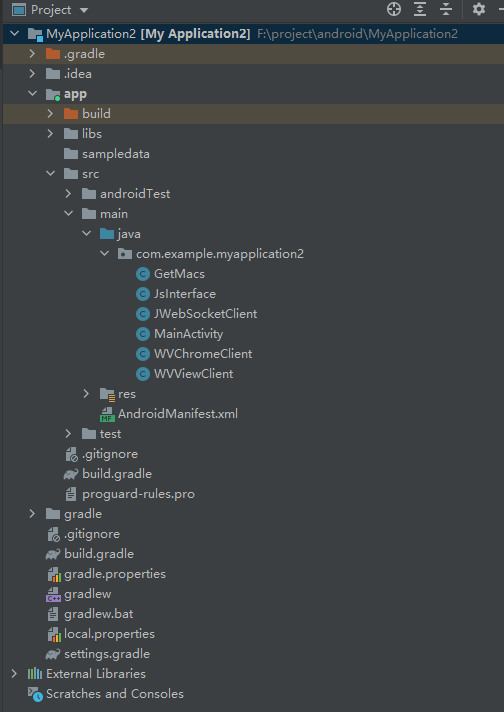 Project
MyApplication2 [My Application2] F:\project\android\MyApplication2
.gradle
.idea
app
build
libs
sampledata
src
androidTest
main
java
com.example.myapplication2
GetMacs
JsInterface
JWebSocketClient
MainActivity
WVChromeClient
WVViewClient
res
AndroidManifest.xml
test
.gitignore
build.gradle
proguard-rules.pro
gradle
.gitignore
build.gradle
gradle.properties
gradlew
gradlew.bat
local.properties
settings.gradle
External Libraries
Scratches and Consoles